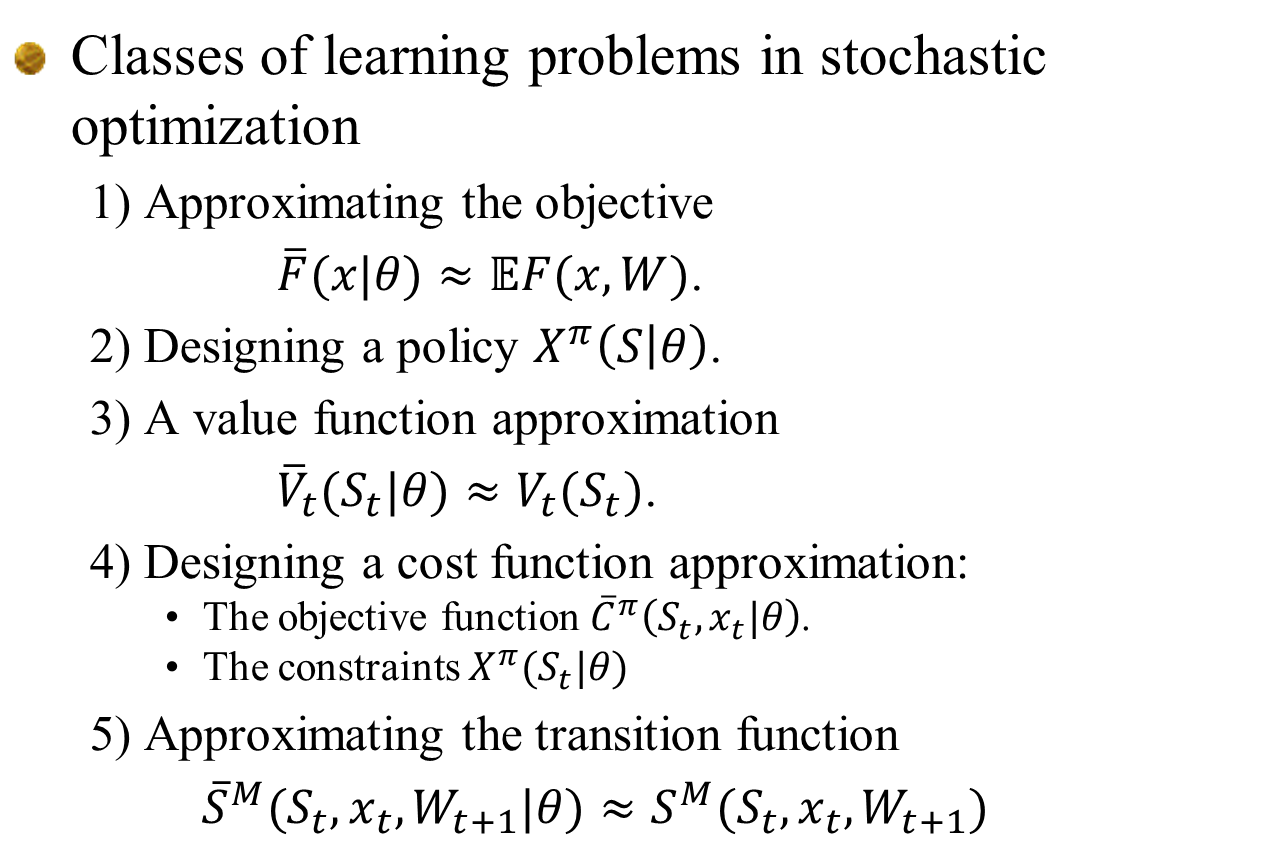 Classes of learning problems in stochastic
optimization
1) Approximating the objective
F̄(x|θ) ≈ 𝔼F(x, W).
2) Designing a policy X^π(S|θ).
3) A value function approximation
V̄_t(S_t|θ) ≈ V_t(S_t).
4) Designing a cost function approximation:
• The objective function C̄^π(S_t, x_t|θ).
• The constraints X^π(S_t|θ)
5) Approximating the transition function
S̄^M(S_t, x_t, W_{t+1}|θ) ≈ S^M(S_t, x_t, W_{t+1})